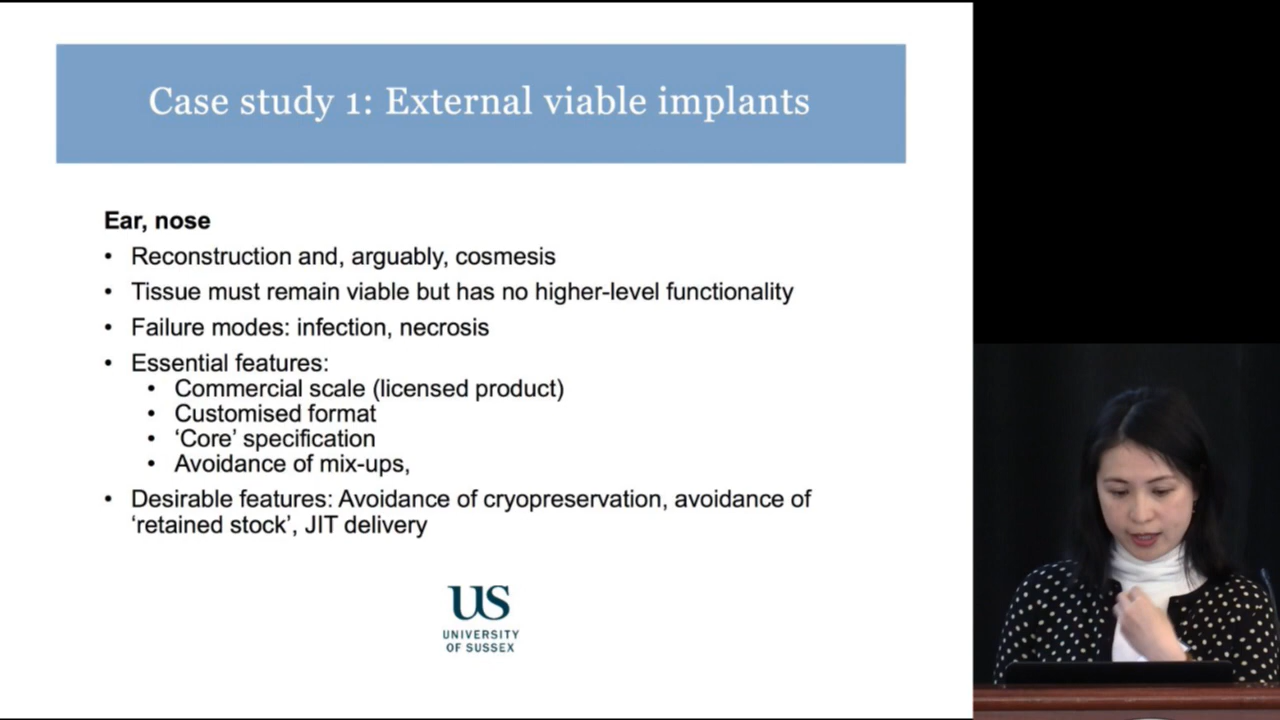 Case study 1: External viable implants
Ear, nose
• Reconstruction and, arguably, cosmesis
• Tissue must remain viable but has no higher-level functionality
• Failure modes: infection, necrosis
• Essential features:
• Commercial scale (licensed product)
• Customised format
• ‘Core’ specification
• Avoidance of mix-ups,
• Desirable features: Avoidance of cryopreservation, avoidance of
‘retained stock’, JIT delivery
US
UNIVERSITY
OF SUSSEX